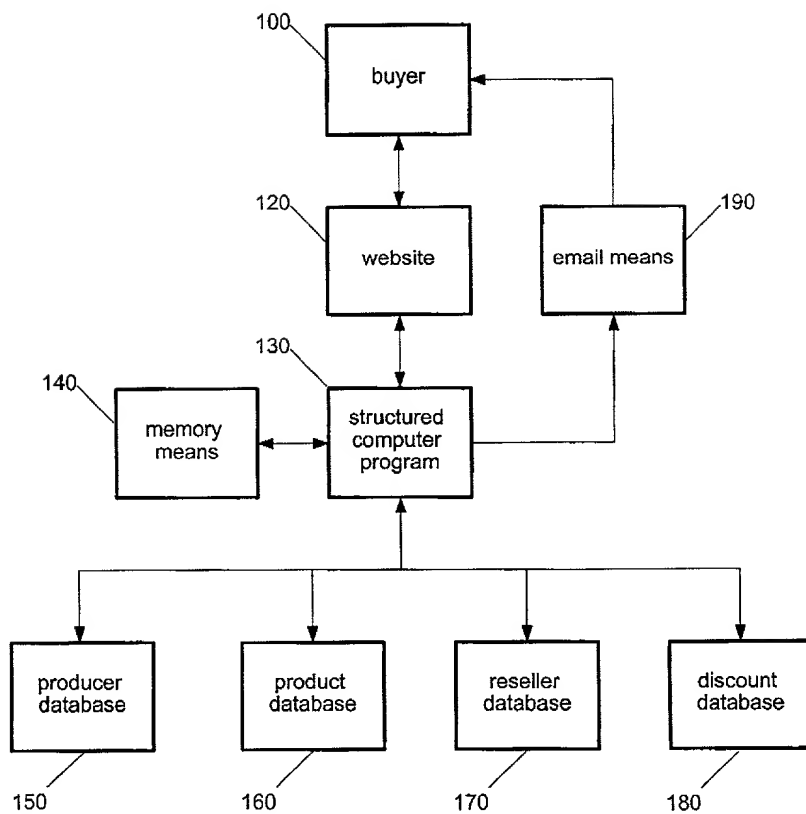 100
buyer
120
website
190
email means
130
140
structured
computer
program
memory
means
producer
database
product
database
reseller
database
discount
database
150
160
170
180